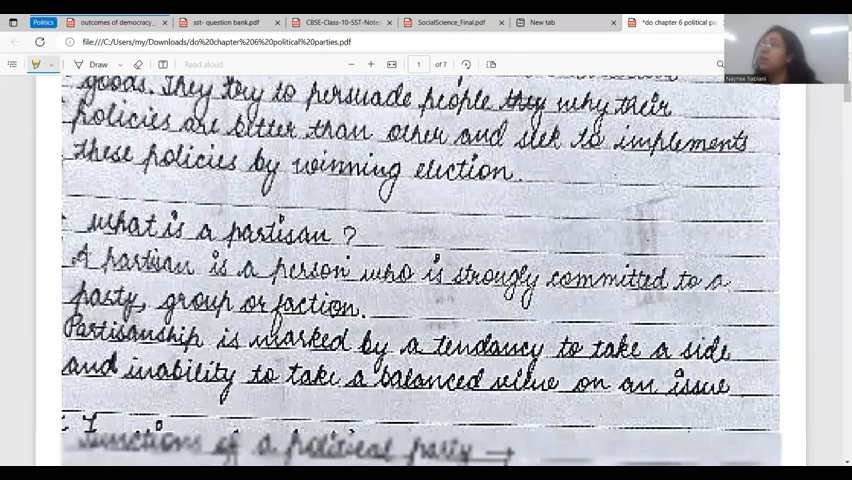 Politics
outcomes of democracy_
sst- question bank.pdf
CBSE-Class-10-SST-Notes
SocialScience_Final.pdf
New tab
*do chapter 6 political pa
file:///C:/Users/my/Downloads/do%20chapter%206%20political%20parties.pdf
Draw
Read aloud
1 of 7
Naynee Nablani
goods. They try to persuade people they why their
policies are better than other and seek to implements
these policies by winning election.
what is a partisan ?
A partisan is a person who is strongly committed to a
party, group or faction.
Partisanship is marked by a tendancy to take a side
and inability to take a balanced view on an issue
functions of a political party →